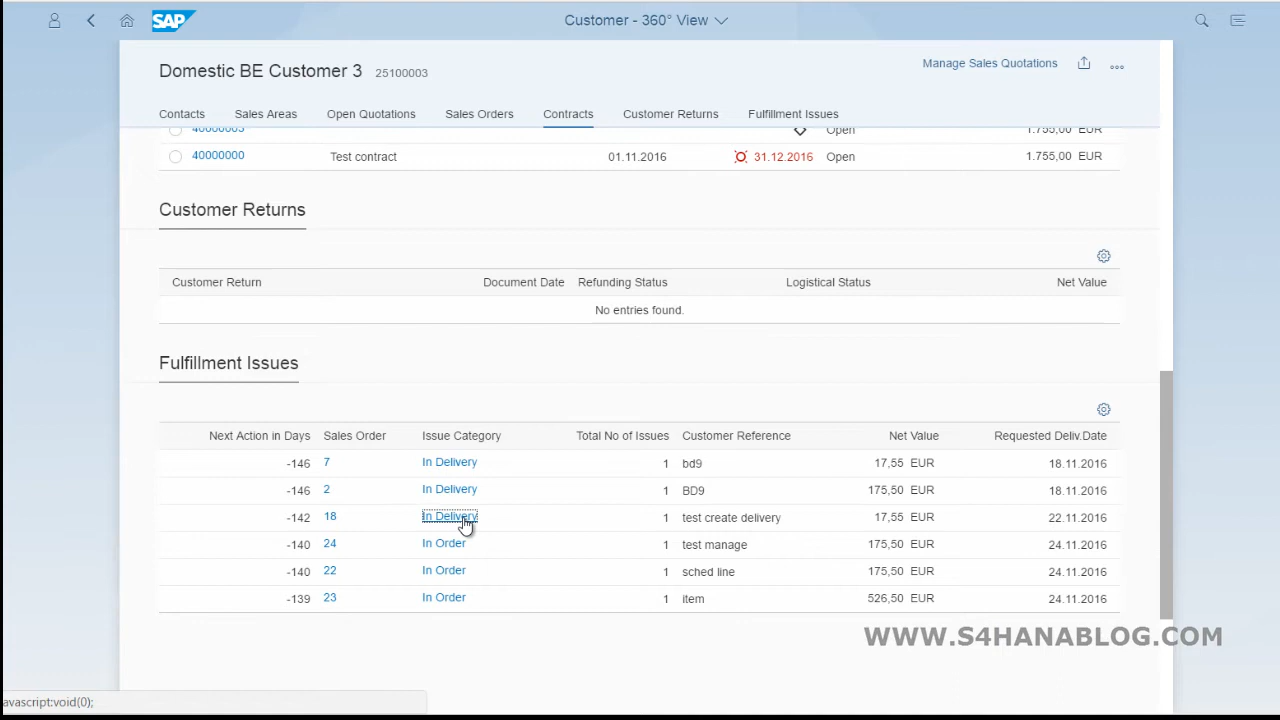 SAP Customer - 360° View
Domestic BE Customer 3 25100003 Manage Sales Quotations
Contacts Sales Areas Open Quotations Sales Orders Contracts Customer Returns Fulfillment Issues
40000003 Open 1.755,00 EUR
40000000 Test contract 01.11.2016 31.12.2016 Open 1.755,00 EUR
Customer Returns
Customer Return Document Date Refunding Status Logistical Status Net Value
No entries found.
Fulfillment Issues
Next Action in Days Sales Order Issue Category Total No of Issues Customer Reference Net Value Requested Deliv.Date
-146 7 In Delivery 1 bd9 17,55 EUR 18.11.2016
-146 2 In Delivery 1 BD9 175,50 EUR 18.11.2016
-142 18 In Delivery 1 test create delivery 17,55 EUR 22.11.2016
-140 24 In Order 1 test manage 175,50 EUR 24.11.2016
-140 22 In Order 1 sched line 175,50 EUR 24.11.2016
-139 23 In Order 1 item 526,50 EUR 24.11.2016
WWW.S4HANABLOG.COM
avascript:void(0);